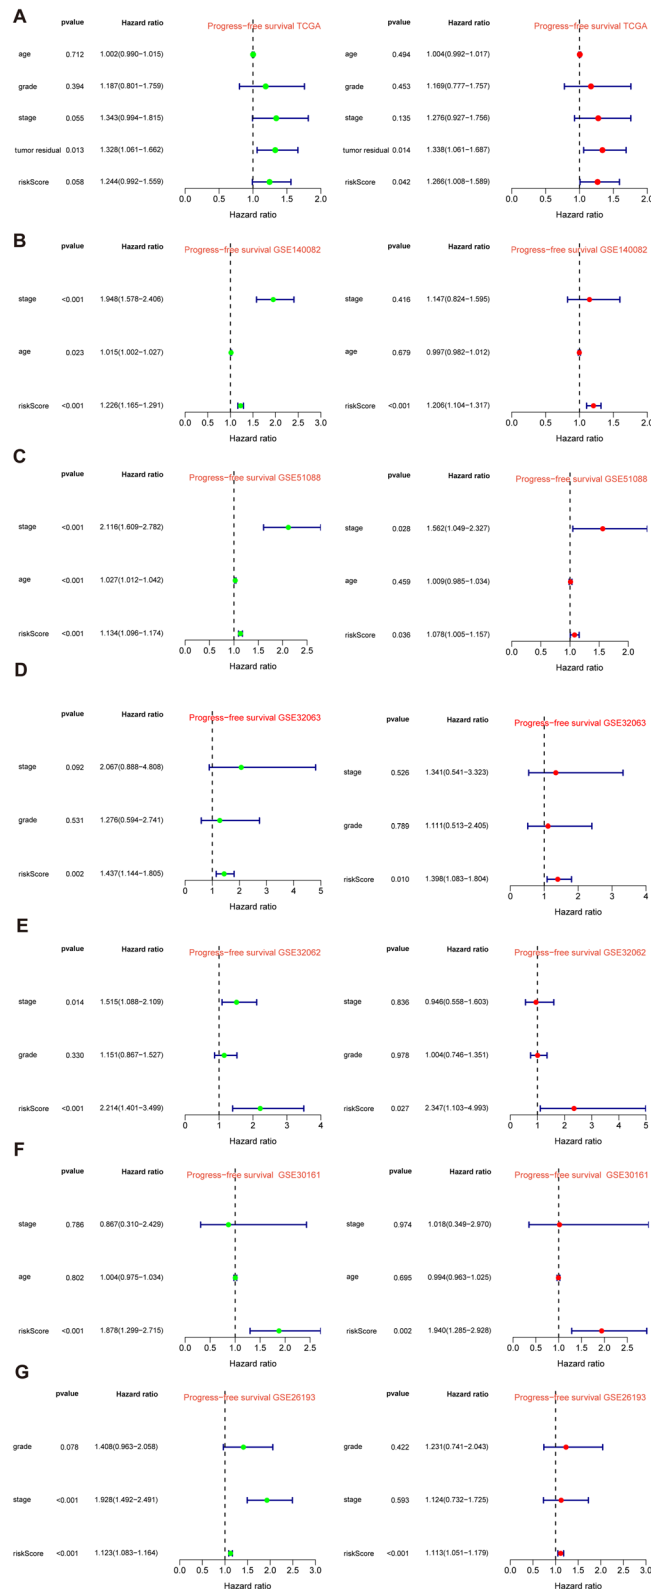 A
pvalue Hazard ratio Progress−free survival TCGA
age 0.712 1.002(0.990−1.015)
grade 0.394 1.187(0.801−1.759)
stage 0.055 1.343(0.994−1.815)
tumor residual 0.013 1.328(1.061−1.662)
riskScore 0.058 1.244(0.992−1.559)
0.0 0.5 1.0 1.5 2.0
Hazard ratio
pvalue Hazard ratio Progress−free survival TCGA
age 0.494 1.004(0.992−1.017)
grade 0.453 1.169(0.777−1.757)
stage 0.135 1.276(0.927−1.756)
tumor residual 0.014 1.338(1.061−1.687)
riskScore 0.042 1.266(1.008−1.589)
0.0 0.5 1.0 1.5 2.0
Hazard ratio
B
pvalue Hazard ratio Progress−free survival GSE140082
stage <0.001 1.948(1.578−2.406)
age 0.023 1.015(1.002−1.027)
riskScore <0.001 1.226(1.165−1.291)
0.0 0.5 1.0 1.5 2.0 2.5 3.0
Hazard ratio
pvalue Hazard ratio Progress−free survival GSE140082
stage 0.416 1.147(0.824−1.595)
age 0.679 0.997(0.982−1.012)
riskScore <0.001 1.206(1.104−1.317)
0.0 0.5 1.0 1.5 2.0
Hazard ratio
C
pvalue Hazard ratio Progress−free survival GSE51088
stage <0.001 2.116(1.609−2.782)
age <0.001 1.027(1.012−1.042)
riskScore <0.001 1.134(1.096−1.174)
0.0 0.5 1.0 1.5 2.0 2.5
Hazard ratio
pvalue Hazard ratio Progress−free survival GSE51088
stage 0.028 1.562(1.049−2.327)
age 0.459 1.009(0.985−1.034)
riskScore 0.036 1.078(1.005−1.157)
0.0 0.5 1.0 1.5 2.0
Hazard ratio
D
pvalue Hazard ratio Progress−free survival GSE32063
stage 0.092 2.067(0.888−4.808)
grade 0.531 1.276(0.594−2.741)
riskScore 0.002 1.437(1.144−1.805)
0 1 2 3 4 5
Hazard ratio
pvalue Hazard ratio Progress−free survival GSE32063
stage 0.526 1.341(0.541−3.323)
grade 0.789 1.111(0.513−2.405)
riskScore 0.010 1.398(1.083−1.804)
0 1 2 3 4
Hazard ratio
E
pvalue Hazard ratio Progress−free survival GSE32062
stage 0.014 1.515(1.088−2.109)
grade 0.330 1.151(0.867−1.527)
riskScore <0.001 2.214(1.401−3.499)
0 1 2 3 4
Hazard ratio
pvalue Hazard ratio Progress−free survival GSE32062
stage 0.836 0.946(0.558−1.603)
grade 0.978 1.004(0.746−1.351)
riskScore 0.027 2.347(1.103−4.993)
0 1 2 3 4 5
Hazard ratio
F
pvalue Hazard ratio Progress−free survival GSE30161
stage 0.786 0.867(0.310−2.429)
age 0.802 1.004(0.975−1.034)
riskScore <0.001 1.878(1.299−2.715)
0.0 0.5 1.0 1.5 2.0 2.5
Hazard ratio
pvalue Hazard ratio Progress−free survival GSE30161
stage 0.974 1.018(0.349−2.970)
age 0.695 0.994(0.963−1.025)
riskScore 0.002 1.940(1.285−2.928)
0.0 0.5 1.0 1.5 2.0 2.5
Hazard ratio
G
pvalue Hazard ratio Progress−free survival GSE26193
grade 0.078 1.408(0.963−2.058)
stage <0.001 1.928(1.492−2.491)
riskScore <0.001 1.123(1.083−1.164)
0.0 0.5 1.0 1.5 2.0 2.5 3.0
Hazard ratio
pvalue Hazard ratio Progress−free survival GSE26193
grade 0.422 1.231(0.741−2.043)
stage 0.593 1.124(0.732−1.725)
riskScore <0.001 1.113(1.051−1.179)
0.0 0.5 1.0 1.5 2.0 2.5 3.0
Hazard ratio